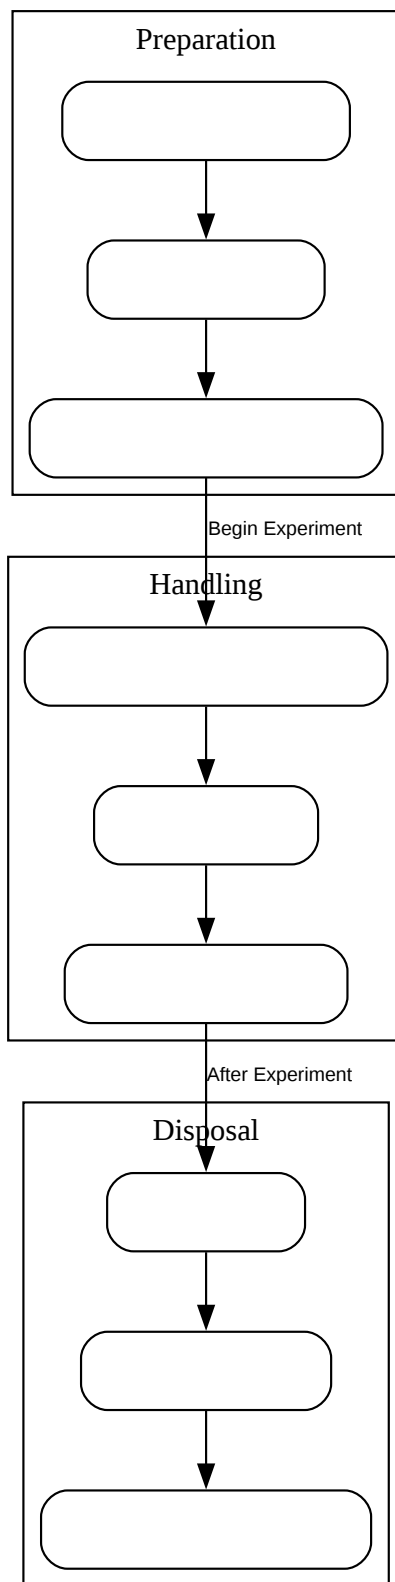 Preparation
Begin Experiment
Handling
After Experiment
Disposal